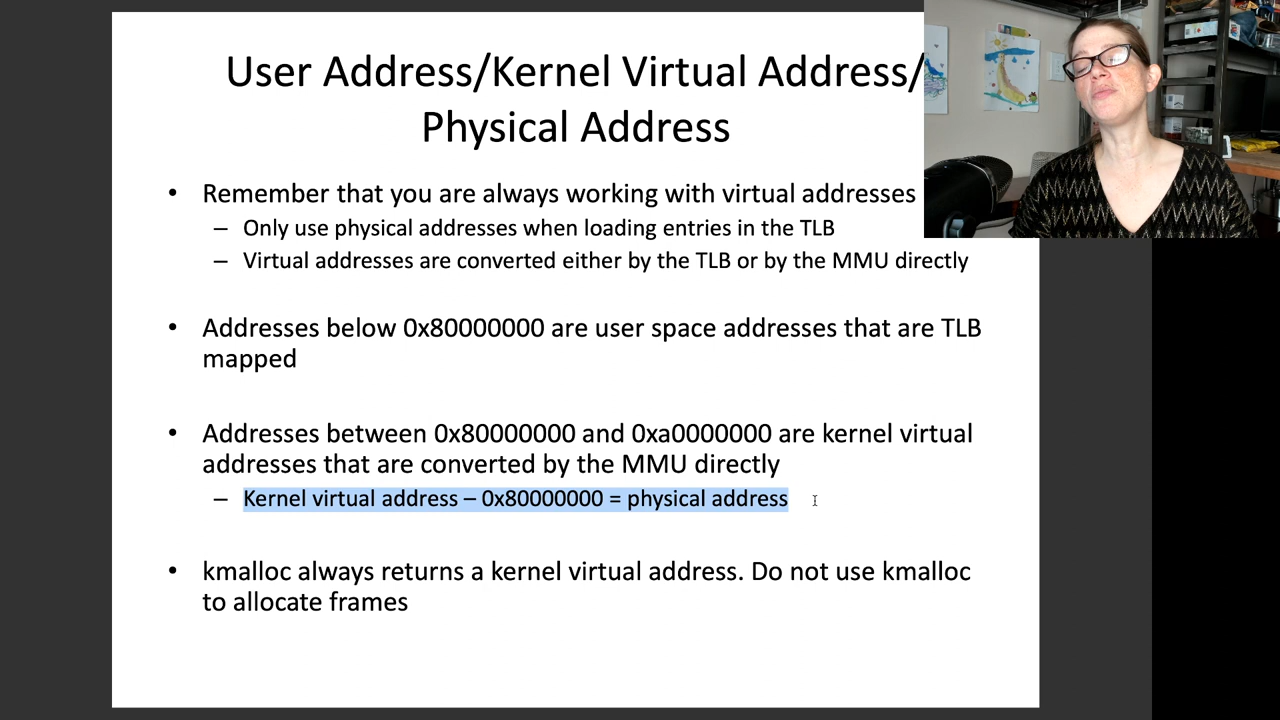 User Address/Kernel Virtual Address/
Physical Address
• Remember that you are always working with virtual addresses
– Only use physical addresses when loading entries in the TLB
– Virtual addresses are converted either by the TLB or by the MMU directly
• Addresses below 0x80000000 are user space addresses that are TLB
mapped
• Addresses between 0x80000000 and 0xa0000000 are kernel virtual
addresses that are converted by the MMU directly
– Kernel virtual address – 0x80000000 = physical address
• kmalloc always returns a kernel virtual address. Do not use kmalloc
to allocate frames